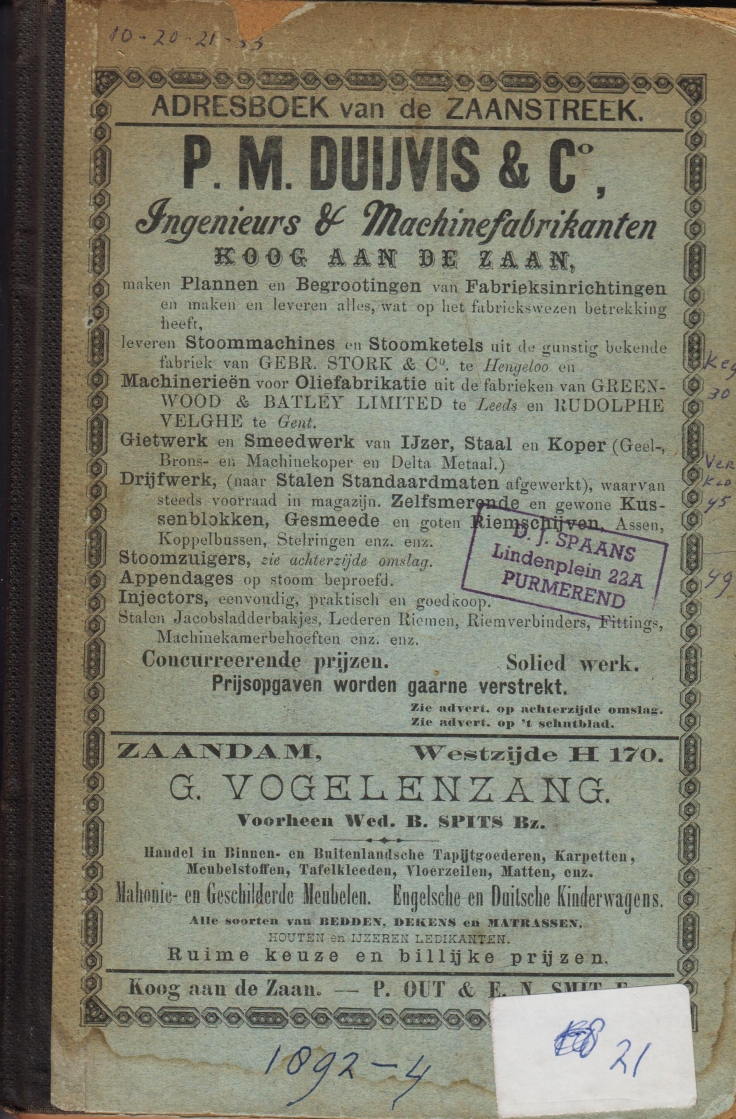 10-20-21-
ADRESBOEK van de ZAANSTREEK.
P. M. DUIJVIS & Cº,
Ingenieurs & Machinefabrikanten
KOOG AAN DE ZAAN,
maken Plannen en Begrootingen van Fabrieksinrichtingen
en maken en leveren alles, wat op het fabriekswezen betrekking
heeft,
leveren Stoommachines en Stoomketels uit de gunstig bekende
fabriek van GEBR. STORK & Cº. te Hengeloo en
Machinerieën voor Oliefabrikatie uit de fabrieken van GREEN-
WOOD & BATLEY LIMITED te Leeds en RUDOLPHE
VELGHE te Gent.
Gietwerk en Smeedwerk van IJzer, Staal en Koper (Geel-,
Brons- en Machinekoper en Delta Metaal.)
Drijfwerk, (naar Stalen Standaardmaten afgewerkt), waarvan
steeds voorraad in magazijn. Zelfsmerende en gewone Kus-
senblokken, Gesmeede en goten Riemschijven, Assen,
Koppelbussen, Stelringen enz. enz.
Stoomzuigers, zie achterzijde omslag.
Appendages op stoom beproefd.
Injectors, eenvoudig, praktisch en goedkoop.
Stalen Jacobsladderbakjes, Lederen Riemen, Riemverbinders, Fittings,
Machinekamerbehoeften enz. enz.
Concurreerende prijzen. Solied werk.
Prijsopgaven worden gaarne verstrekt.
Zie advert. op achterzijde omslag.
Zie advert. op 't schutblad.
D. J. SPAANS
Lindenplein 22A
PURMEREND
Keg
30
Ver
45
49
ZAANDAM, Westzijde H 170.
G. VOGELENZANG.
Voorheen Wed. B. SPITS Bz.
Handel in Binnen- en Buitenlandsche Tapijtgoederen, Karpetten,
Meubelstoffen, Tafelkleeden, Vloerzeilen, Matten, enz.
Mahonie- en Geschilderde Meubelen. Engelsche en Duitsche Kinderwagens.
Alle soorten van BEDDEN, DEKENS en MATRASSEN.
HOUTEN en IJZEREN LEDIKANTEN.
Ruime keuze en billijke prijzen.
Koog aan de Zaan. — P. OUT & E. N. SMIT
1892-4
21